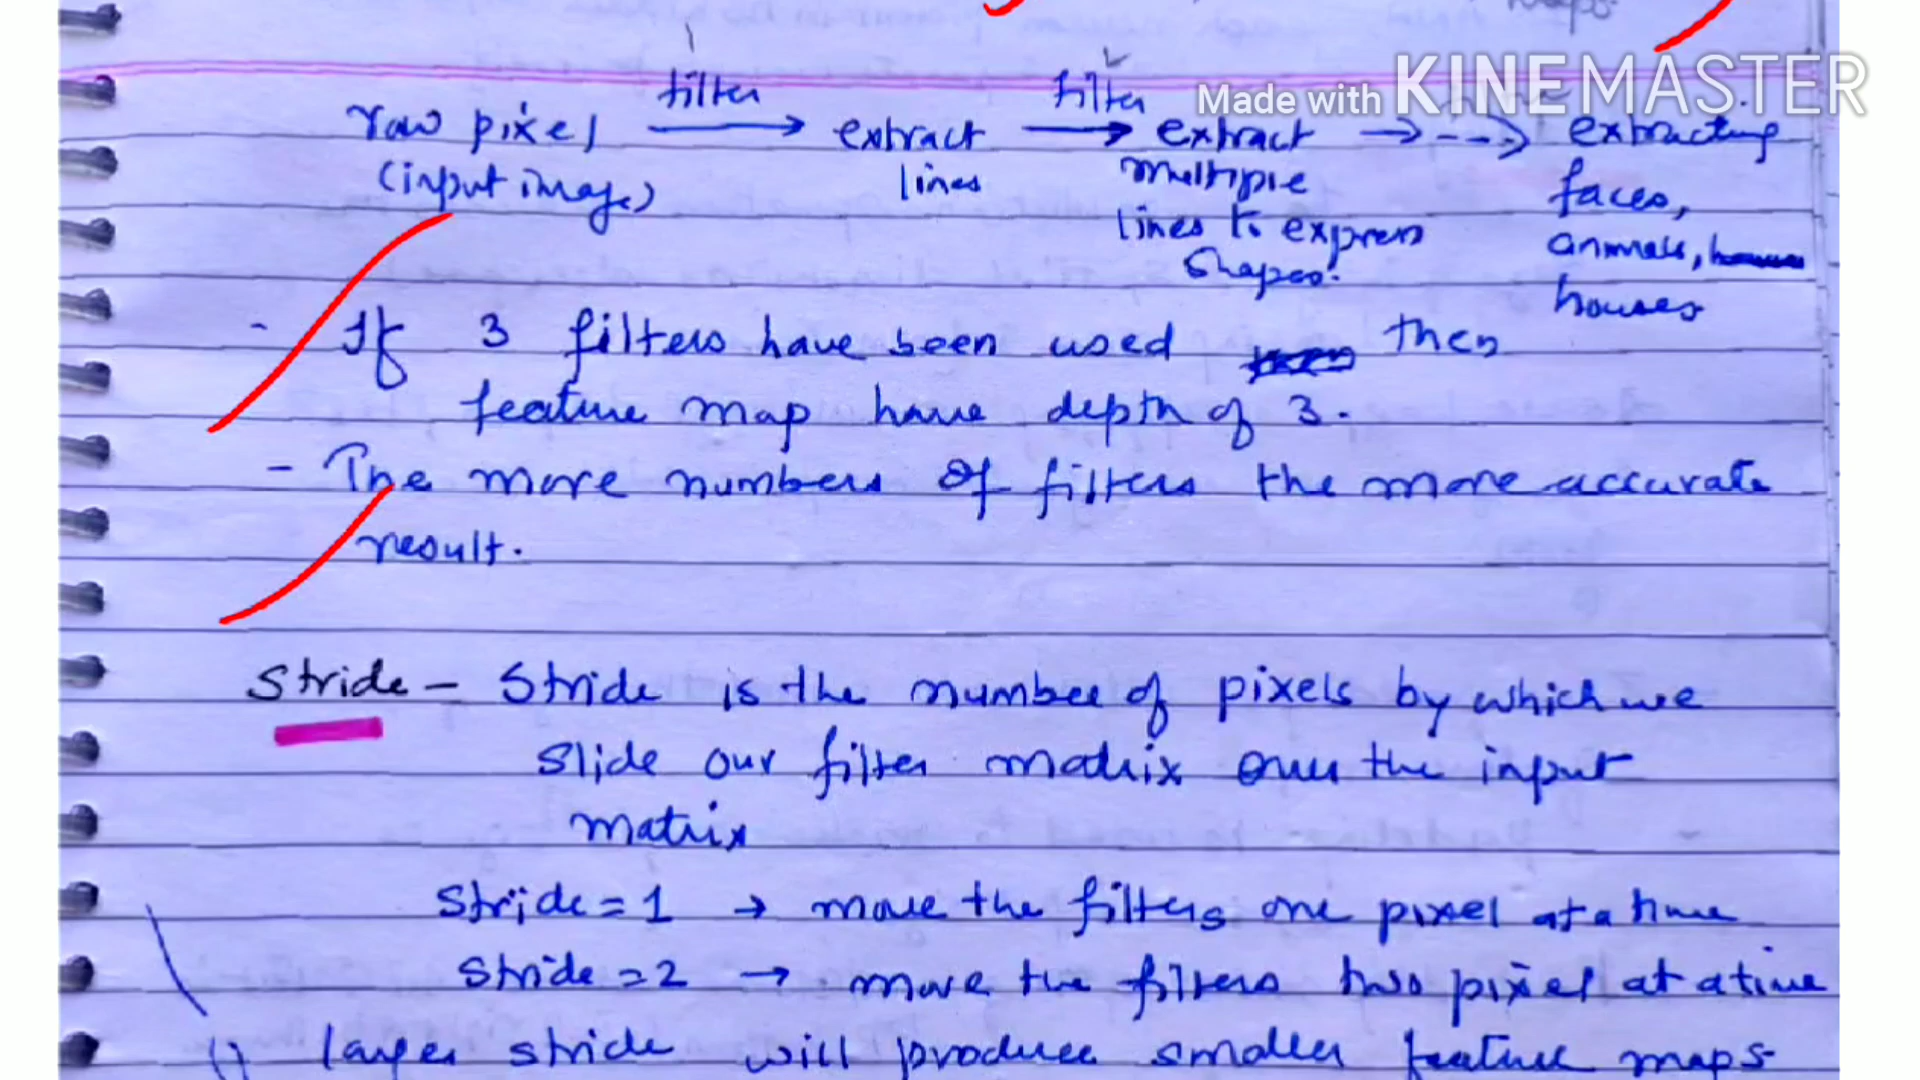 maps.
1 2
filter filter
Made with KINEMASTER
raw pixel → extract → extract → --> extracting
(input image) lines multiple faces,
lines to express animals,
shapes. houses
- If 3 filters have been used then
feature map have depth of 3.
- The more numbers of filters the more accurate
result.
Stride - Stride is the number of pixels by which we
slide our filter matrix over the input
matrix
Stride = 1 → move the filters one pixel at a time
Stride = 2 → move the filters two pixel at a time
larger stride will produce smaller feature maps